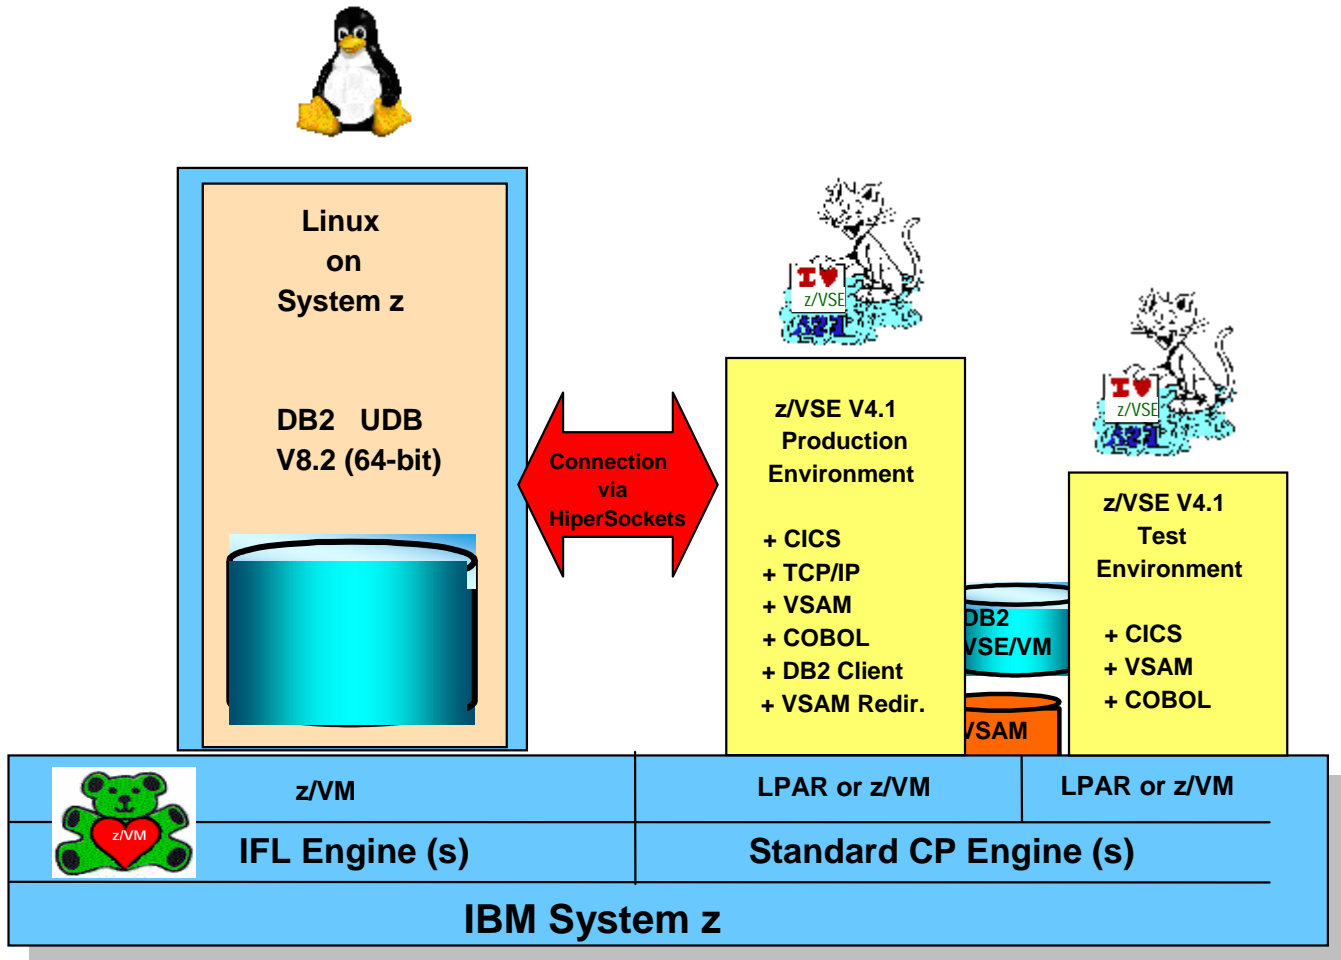 Linux
on
System z
DB2 UDB
V8.2 (64-bit)
Connection
via
HiperSockets
I
z/VSE
z/VSE V4.1
Production
Environment
+ CICS
+ TCP/IP
+ VSAM
+ COBOL
+ DB2 Client
+ VSAM Redir.
DB2
VSE/VM
VSAM
I
z/VSE
z/VSE V4.1
Test
Environment
+ CICS
+ VSAM
+ COBOL
z/VM
z/VM
LPAR or z/VM
LPAR or z/VM
IFL Engine (s)
Standard CP Engine (s)
IBM System z